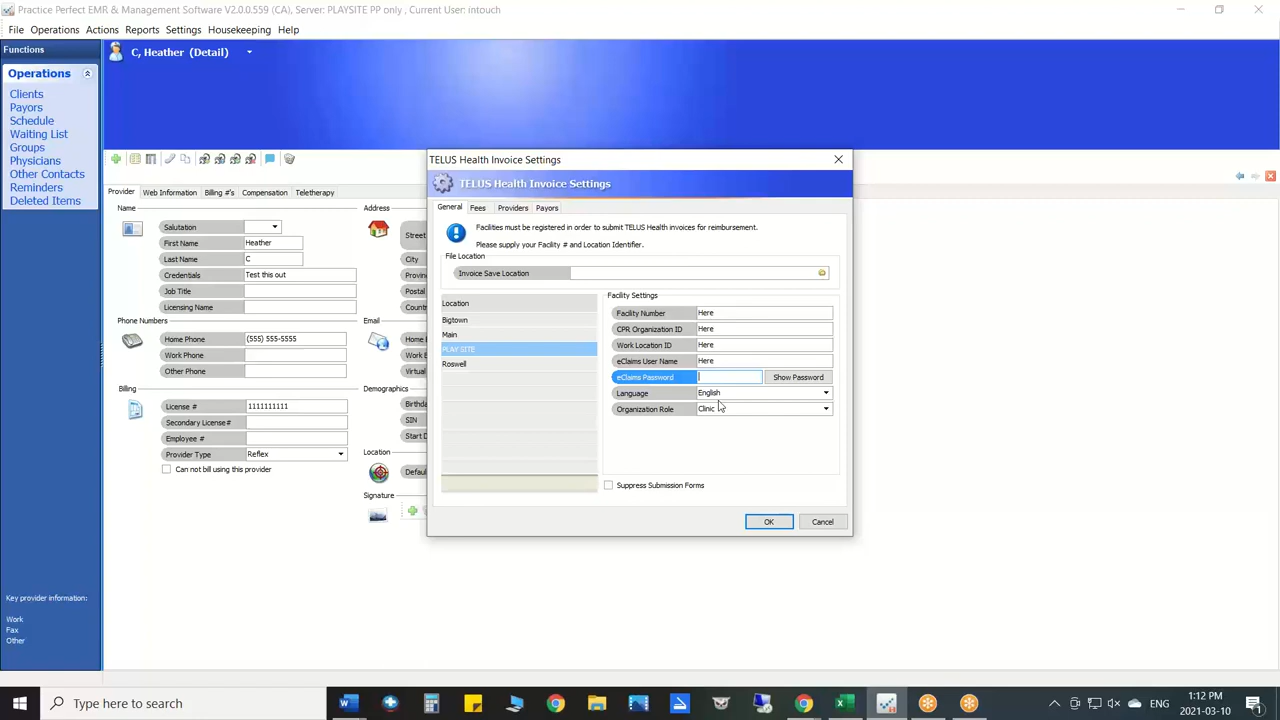 Practice Perfect EMR & Management Software V2.0.0.559 (CA), Server: PLAYSITE PP only , Current User: intouch
File Operations Actions Reports Settings Housekeeping Help
Functions
C, Heather (Detail)
Operations
Clients
Payors
Schedule
Waiting List
Groups
Physicians
Other Contacts
Reminders
Deleted Items
Key provider information:
Work
Fax
Other
Provider Web Information Billing #'s Compensation Teletherapy
Name
Salutation
First Name Heather
Last Name C
Credentials Test this out
Job Title
Licensing Name
Phone Numbers
Home Phone (555) 555-5555
Work Phone
Other Phone
Billing
License # 1111111111
Secondary License#
Employee #
Provider Type Reflex
Can not bill using this provider
Address
Street
City
Postal
Email
Demographics
SIN
Location
Signature
TELUS Health Invoice Settings
TELUS Health Invoice Settings
General Fees Providers Payors
Facilities must be registered in order to submit TELUS Health invoices for reimbursement.
Please supply your Facility # and Location Identifier.
File Location
Invoice Save Location
Location
Bigtown
Main
PLAY SITE
Roswell
Facility Settings
Facility Number Here
CPR Organization ID Here
Work Location ID Here
eClaims User Name Here
eClaims Password Show Password
Language English
Organization Role Clinic
Suppress Submission Forms
OK Cancel
Type here to search
ENG
1:12 PM
2021-03-10